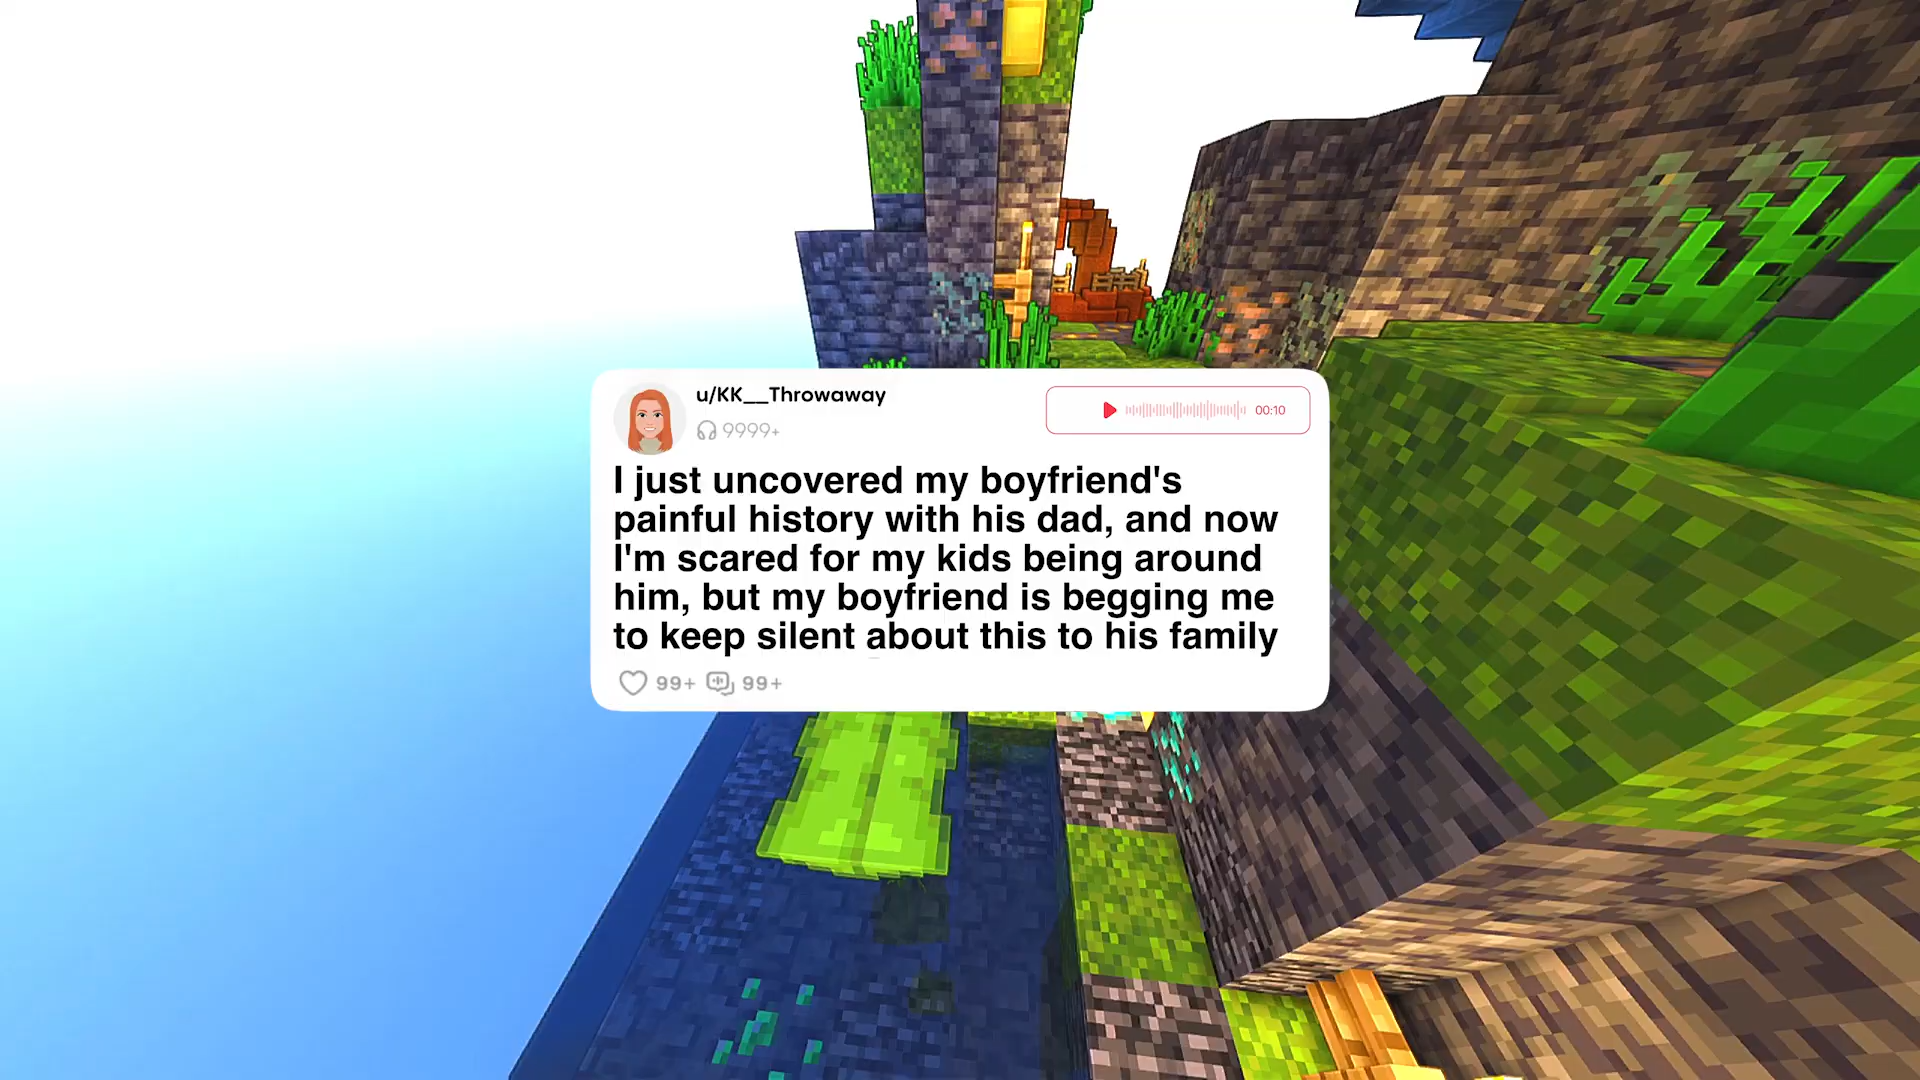 u/KK__Throwaway
9999+
00:10
I just uncovered my boyfriend's
painful history with his dad, and now
I'm scared for my kids being around
him, but my boyfriend is begging me
to keep silent about this to his family
99+ 99+